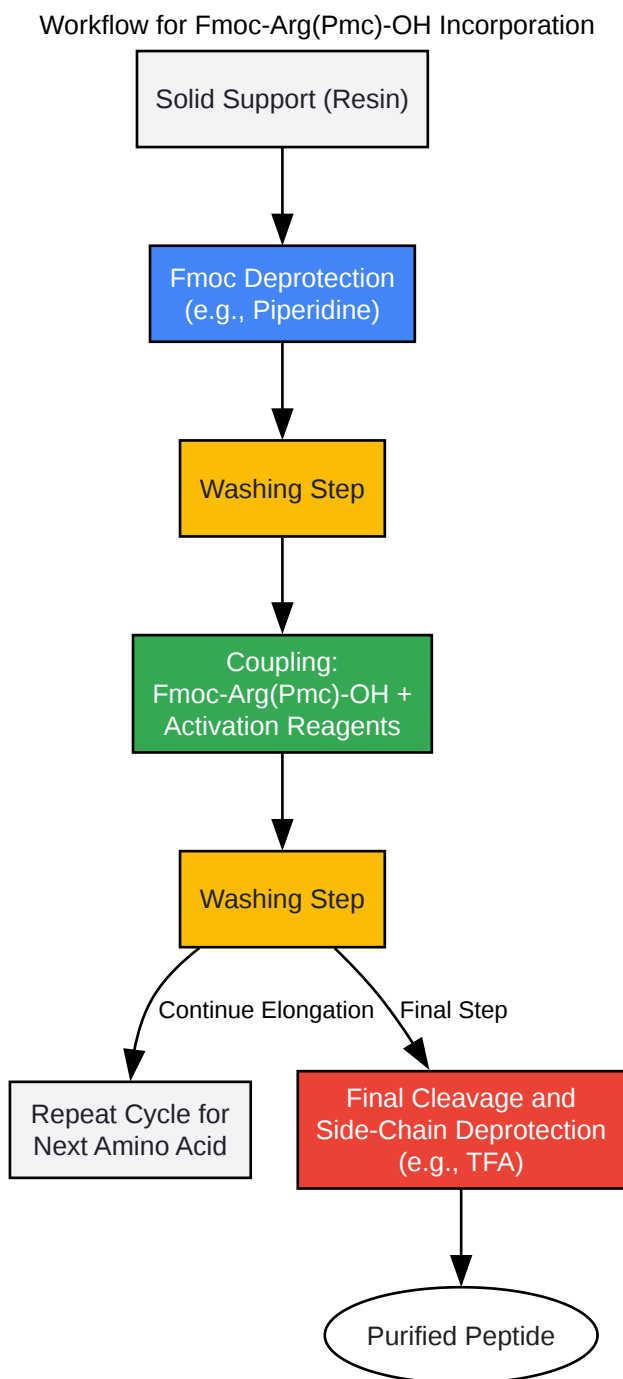 Workflow for Fmoc-Arg(Pmc)-OH Incorporation
Solid Support (Resin)
Fmoc Deprotection
(e.g., Piperidine)
Washing Step
Coupling:
Fmoc-Arg(Pmc)-OH +
Activation Reagents
Washing Step
Continue Elongation
Final Step
Repeat Cycle for
Next Amino Acid
Final Cleavage and
Side-Chain Deprotection
(e.g., TFA)
Purified Peptide